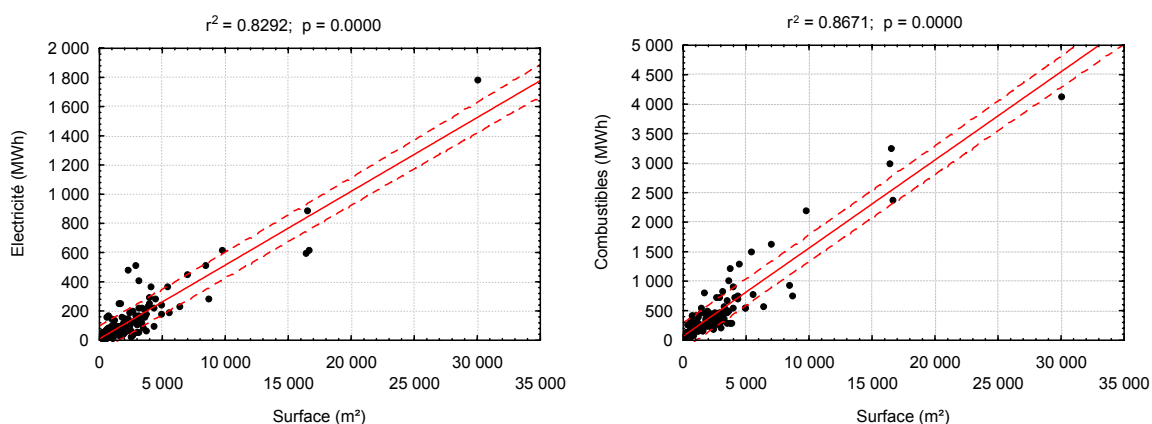 r² = 0.8292; p = 0.0000
2 000
1 800
1 600
1 400
1 200
1 000
800
600
400
200
0
Electricité (MWh)
0 10 000 20 000 30 000
5 000 15 000 25 000 35 000
Surface (m²)
r² = 0.8671; p = 0.0000
5 000
4 500
4 000
3 500
3 000
2 500
2 000
1 500
1 000
500
0
Combustibles (MWh)
0 10 000 20 000 30 000
5 000 15 000 25 000 35 000
Surface (m²)